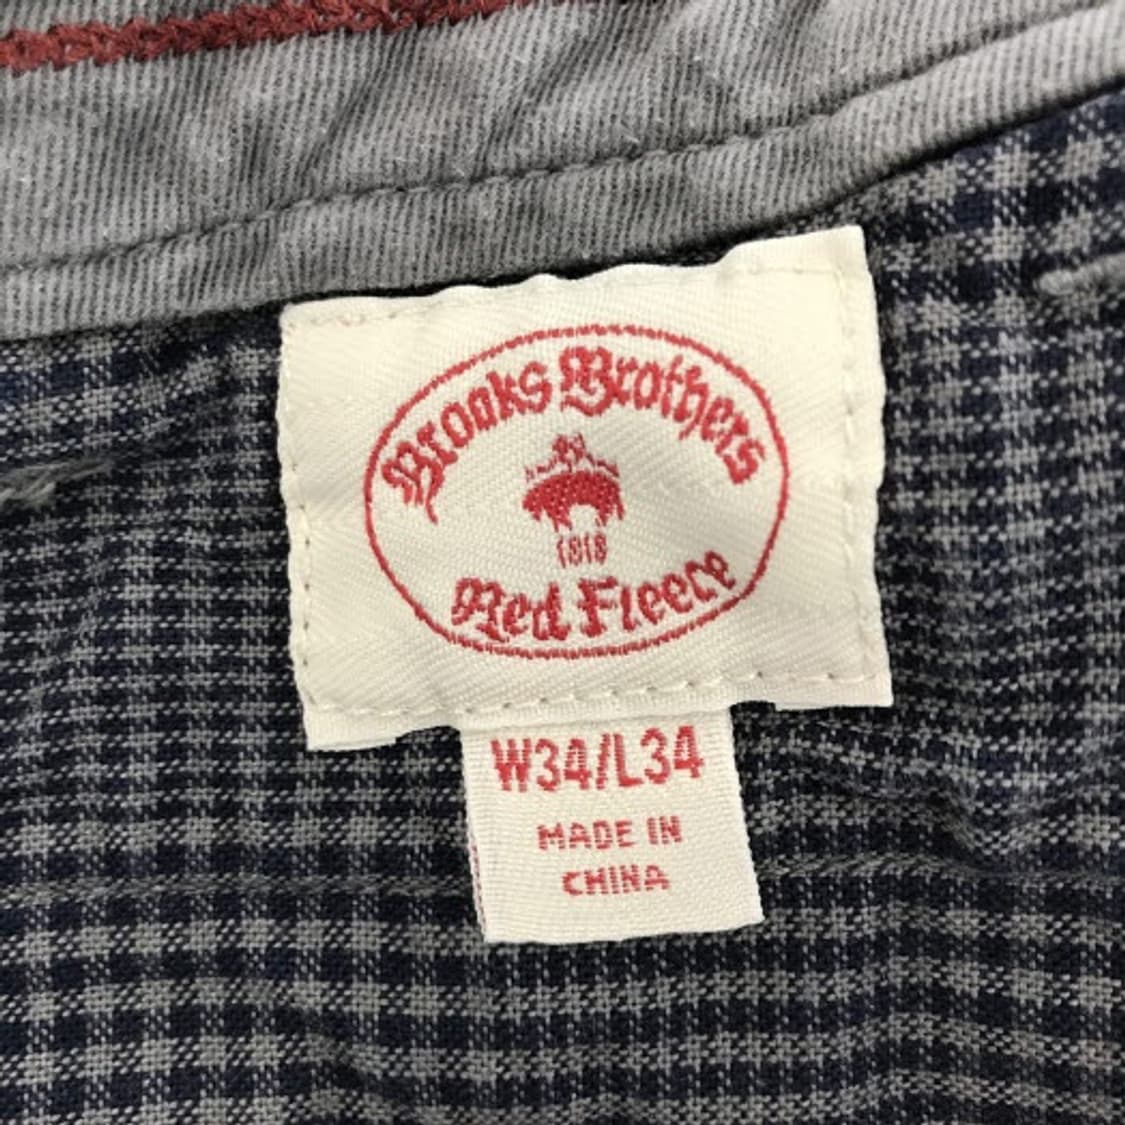 Brooks Brothers
1818
Red Fleece
W34/L34
MADE IN
CHINA